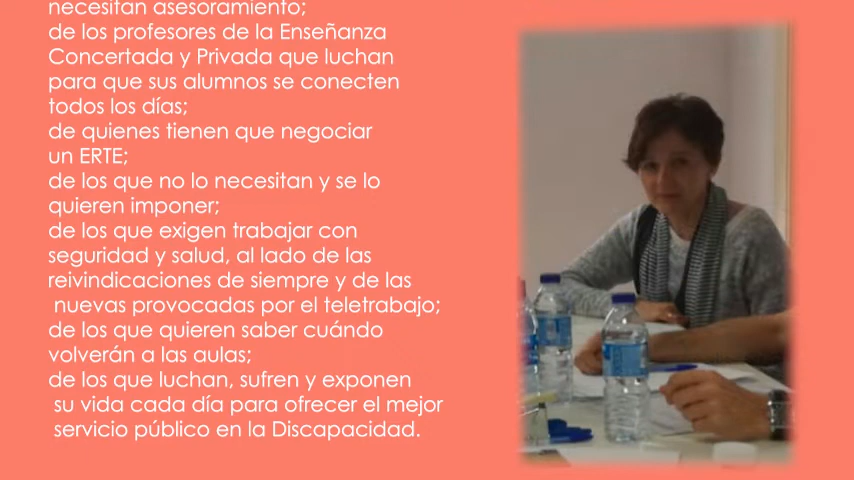 necesitan asesoramiento;
de los profesores de la Enseñanza
Concertada y Privada que luchan
para que sus alumnos se conecten
todos los días;
de quienes tienen que negociar
un ERTE;
de los que no lo necesitan y se lo
quieren imponer;
de los que exigen trabajar con
seguridad y salud, al lado de las
reivindicaciones de siempre y de las
nuevas provocadas por el teletrabajo;
de los que quieren saber cuándo
volverán a las aulas;
de los que luchan, sufren y exponen
su vida cada día para ofrecer el mejor
servicio público en la Discapacidad.